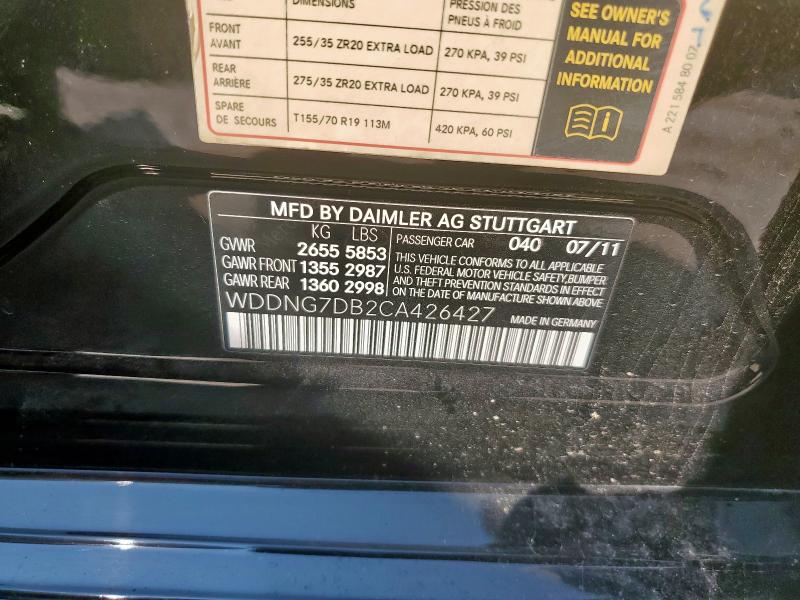 DIMENSIONS
PRESSION DES
PNEUS À FROID
FRONT
AVANT
255/35 ZR20 EXTRA LOAD
270 KPA, 39 PSI
REAR
ARRIÈRE
275/35 ZR20 EXTRA LOAD
270 KPA, 39 PSI
SPARE
DE SECOURS
T155/70 R19 113M
420 KPA, 60 PSI
SEE OWNER'S
MANUAL FOR
ADDITIONAL
INFORMATION
A 221 584 80 07
MFD BY DAIMLER AG STUTTGART
KG LBS
GVWR 2655 5853
GAWR FRONT 1355 2987
GAWR REAR 1360 2998
PASSENGER CAR 040 07/11
THIS VEHICLE CONFORMS TO ALL APPLICABLE
U.S. FEDERAL MOTOR VEHICLE SAFETY,BUMPER
AND THEFT PREVENTION STANDARDS IN EFFECT
ON THE DATE OF MANUFACTURE SHOWN ABOVE
WDDNG7DB2CA426427
MADE IN GERMANY